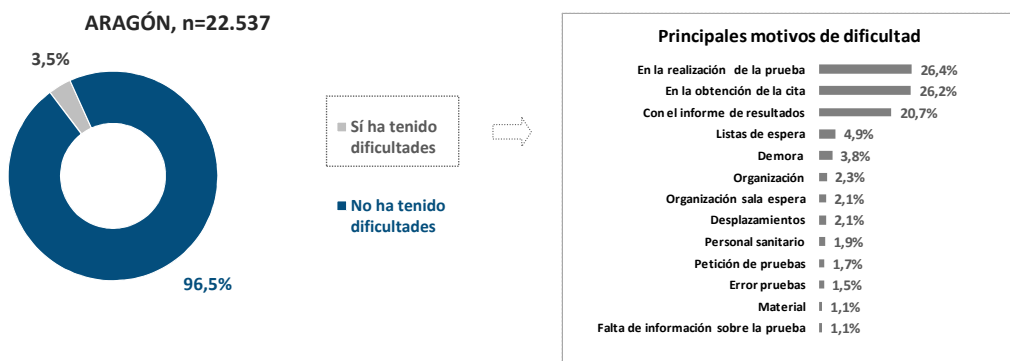 ARAGÓN, n=22.537
3,5%
96,5%
Sí ha tenido
dificultades
No ha tenido
dificultades
Principales motivos de dificultad
En la realización de la prueba 26,4%
En la obtención de la cita 26,2%
Con el informe de resultados 20,7%
Listas de espera 4,9%
Demora 3,8%
Organización 2,3%
Organización sala espera 2,1%
Desplazamientos 2,1%
Personal sanitario 1,9%
Petición de pruebas 1,7%
Error pruebas 1,5%
Material 1,1%
Falta de información sobre la prueba 1,1%